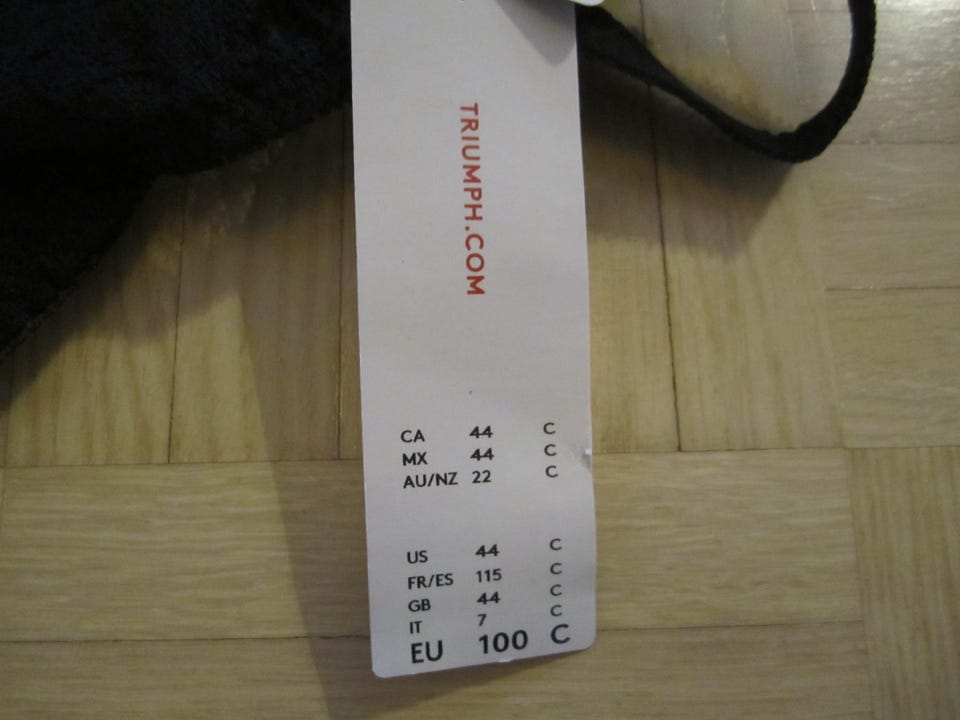 TRIUMPH.COM
CA 44 C
MX 44 C
AU/NZ 22 C
US 44 C
FR/ES 115 C
GB 44 C
IT 7 C
EU 100 C